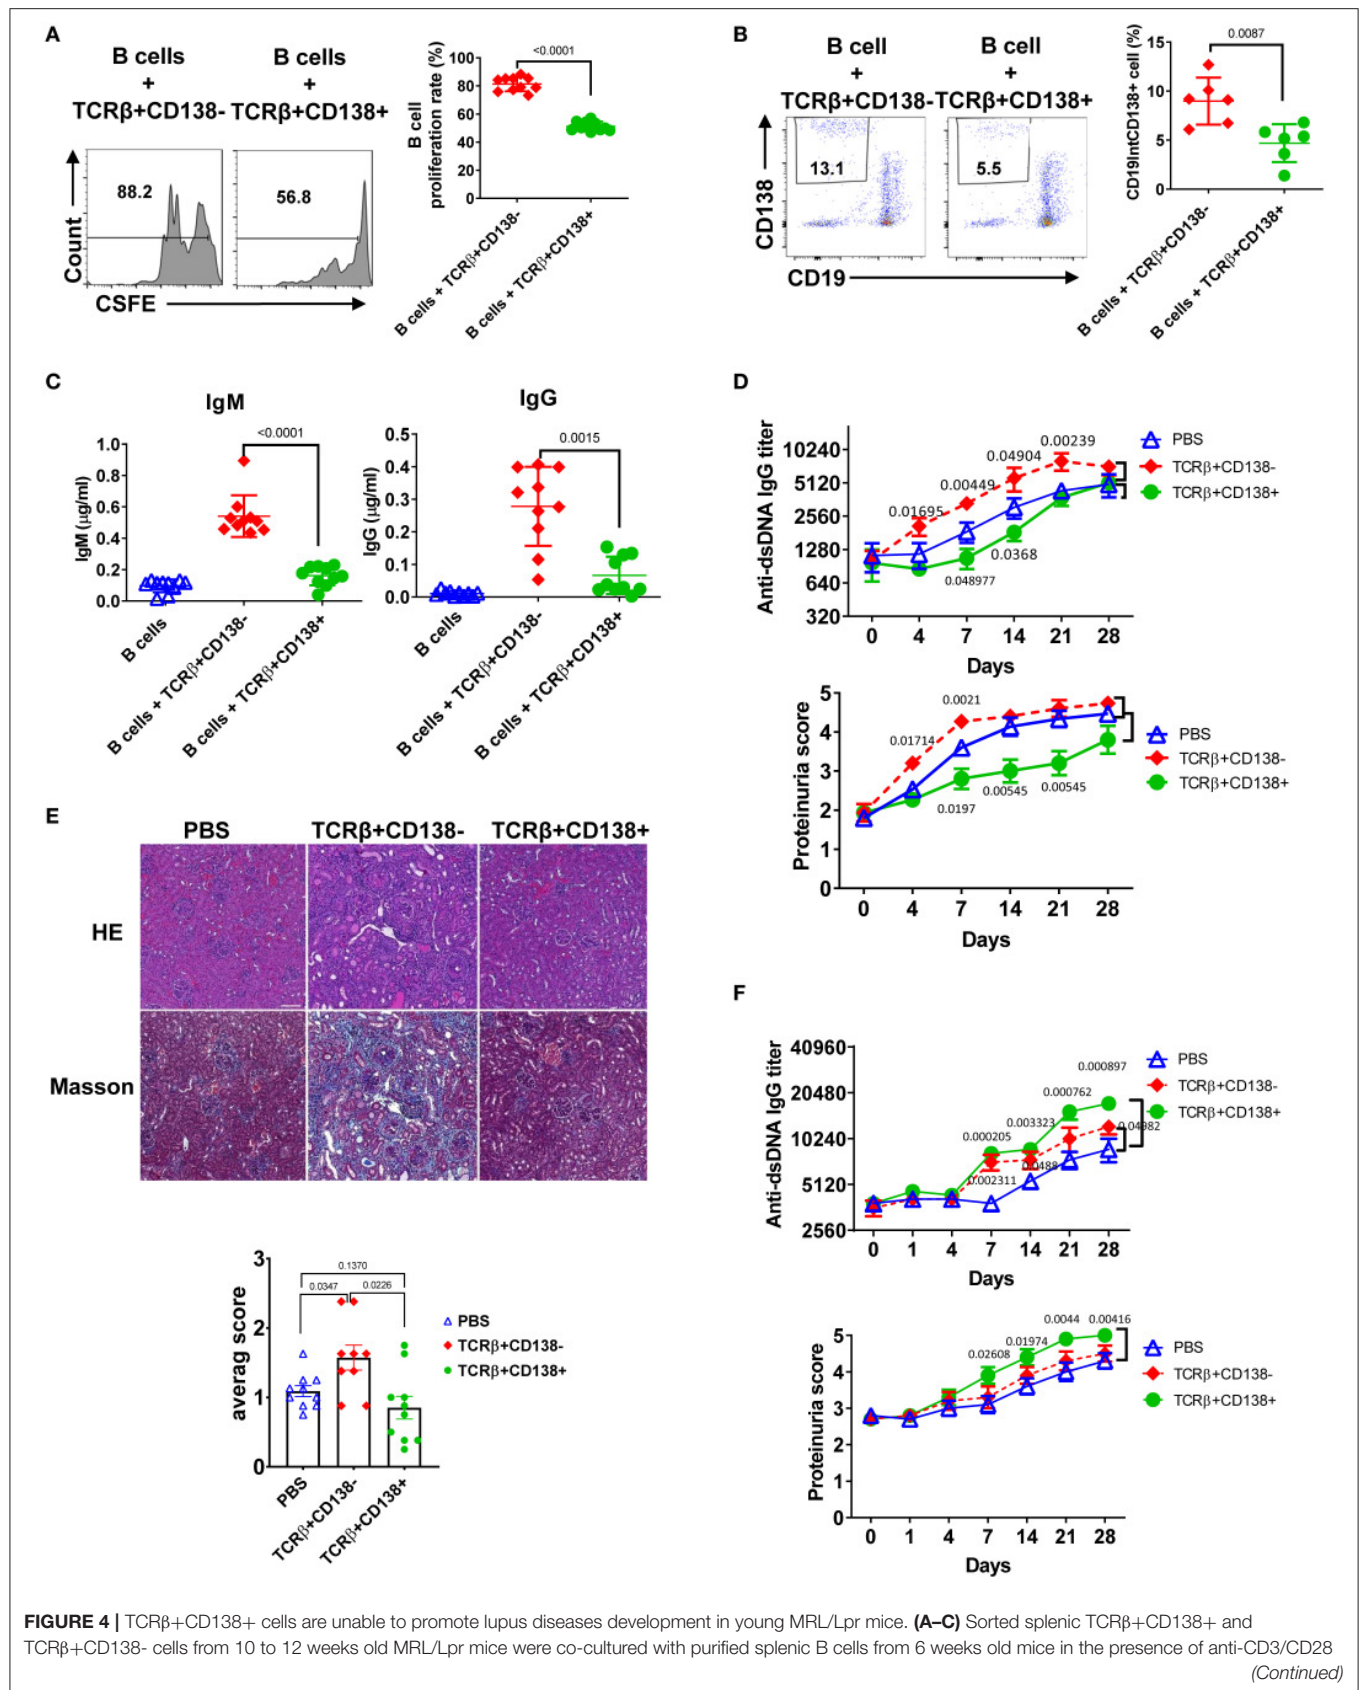 A
B cells
+
TCRβ+CD138-
B cells
+
TCRβ+CD138+
88.2
56.8
Count
CSFE
B cell
proliferation rate (%)
100
80
60
40
20
0
<0.0001
B cells + TCRβ+CD138-
B cells + TCRβ+CD138+
B
B cell
+
TCRβ+CD138-
B cell
+
TCRβ+CD138+
13.1
5.5
CD138
CD19
CD19IntCD138+ cell (%)
15
10
5
0
0.0087
B cells + TCRβ+CD138-
B cells + TCRβ+CD138+
C
IgM
IgM (μg/ml)
1.0
0.8
0.6
0.4
0.2
0.0
<0.0001
B cells
B cells + TCRβ+CD138-
B cells + TCRβ+CD138+
IgG
IgG (μg/ml)
0.5
0.4
0.3
0.2
0.1
0.0
0.0015
B cells
B cells + TCRβ+CD138-
B cells + TCRβ+CD138+
D
Anti-dsDNA IgG titer
10240
5120
2560
1280
640
320
0.01695
0.00449
0.04904
0.00239
0.048977
0.0368
0 4 7 14 21 28
Days
PBS
TCRβ+CD138-
TCRβ+CD138+
Proteinuria score
5
4
3
2
1
0
0.01714
0.0021
0.0197
0.00545
0.00545
0 4 7 14 21 28
Days
PBS
TCRβ+CD138-
TCRβ+CD138+
E
PBS TCRβ+CD138- TCRβ+CD138+
HE
Masson
averag score
3
2
1
0
0.1370
0.0347
0.0226
PBS
TCRβ+CD138-
TCRβ+CD138+
PBS
TCRβ+CD138-
TCRβ+CD138+
F
Anti-dsDNA IgG titer
40960
20480
10240
5120
2560
0.000205
0.002311
0.003323
0.0488
0.000762
0.000897
0.04982
0 1 4 7 14 21 28
Days
PBS
TCRβ+CD138-
TCRβ+CD138+
Proteinuria score
5
4
3
2
1
0
0.02608
0.01974
0.0044
0.00416
0 1 4 7 14 21 28
Days
PBS
TCRβ+CD138-
TCRβ+CD138+
FIGURE 4 | TCRβ+CD138+ cells are unable to promote lupus diseases development in young MRL/Lpr mice. (A–C) Sorted splenic TCRβ+CD138+ and
TCRβ+CD138- cells from 10 to 12 weeks old MRL/Lpr mice were co-cultured with purified splenic B cells from 6 weeks old mice in the presence of anti-CD3/CD28
(Continued)